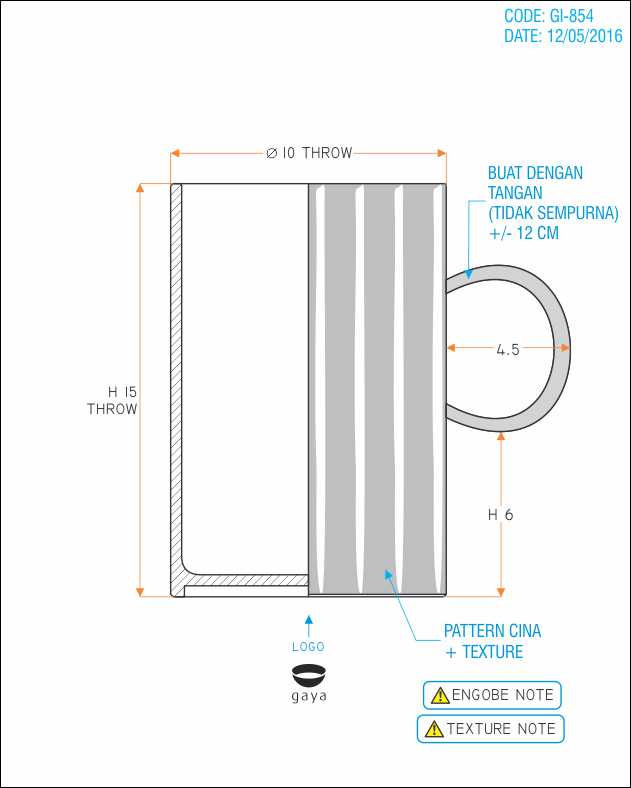 CODE: GI-854
DATE: 12/05/2016
Ø 10 THROW
BUAT DENGAN
TANGAN
(TIDAK SEMPURNA)
+/- 12 CM
4.5
H 15
THROW
H 6
PATTERN CINA
+ TEXTURE
LOGO
gaya
ENGOBE NOTE
TEXTURE NOTE